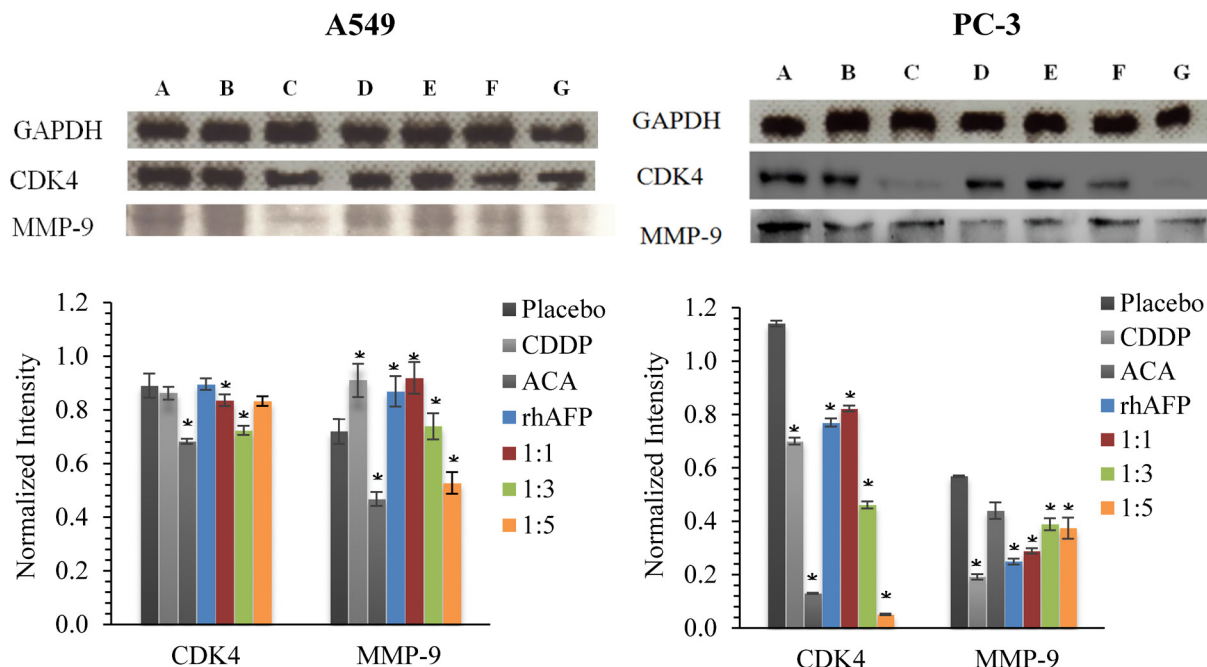 A549
A B C D E F G
GAPDH
CDK4
MMP-9
1.2
1.0
0.8
0.6
0.4
0.2
0.0
Normalized Intensity
* * * * * * * * *
CDK4 MMP-9
Placebo
CDDP
ACA
rhAFP
1:1
1:3
1:5
PC-3
A B C D E F G
GAPDH
CDK4
MMP-9
1.2
1.0
0.8
0.6
0.4
0.2
0.0
Normalized Intensity
* * * * * * * * * * *
CDK4 MMP-9
Placebo
CDDP
ACA
rhAFP
1:1
1:3
1:5